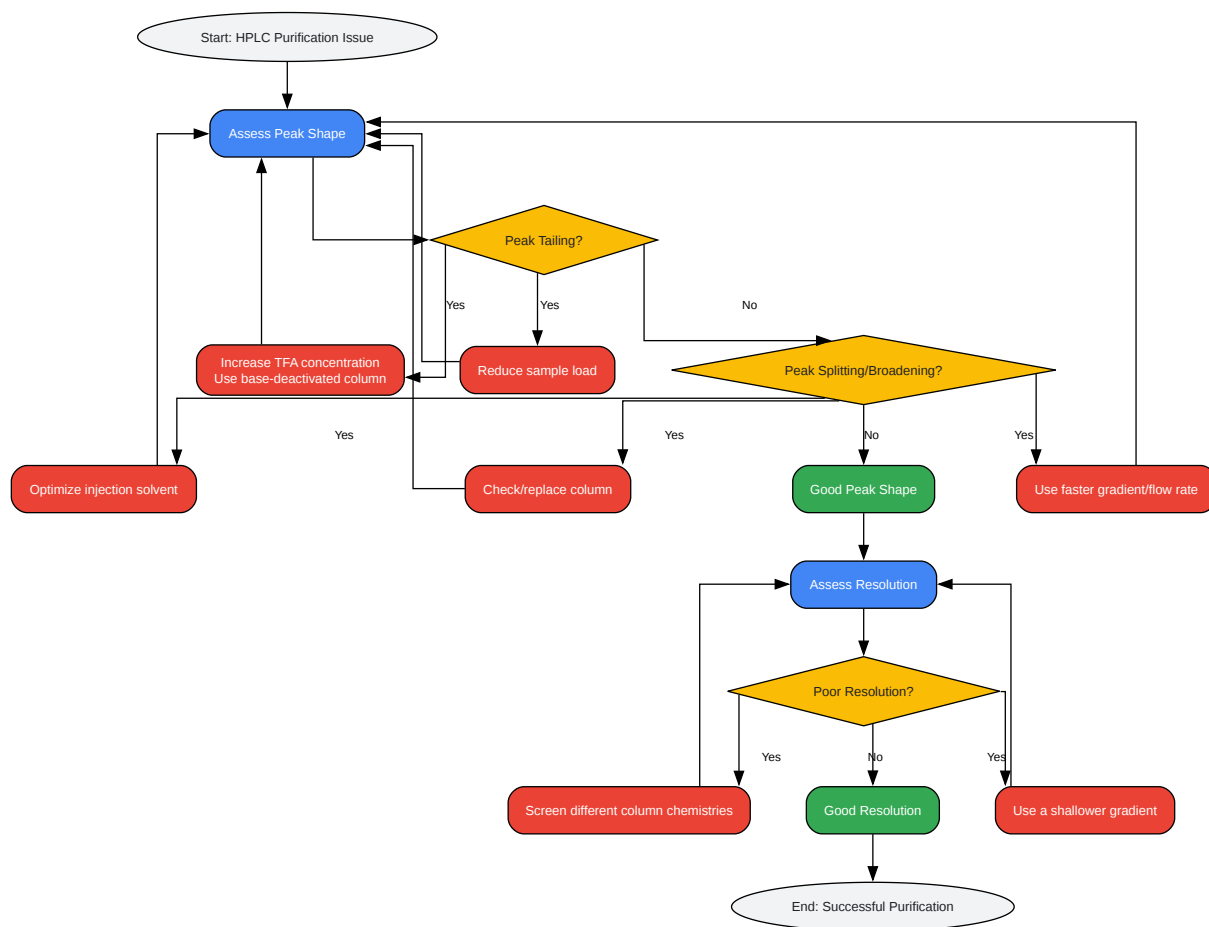 Start: HPLC Purification Issue
Assess Peak Shape
Peak Tailing?
Yes
Yes
No
Increase TFA concentration
Use base-deactivated column
Reduce sample load
Peak Splitting/Broadening?
Yes
Yes
No
Yes
Optimize injection solvent
Check/replace column
Good Peak Shape
Use faster gradient/flow rate
Assess Resolution
Poor Resolution?
Yes
No
Yes
Screen different column chemistries
Good Resolution
Use a shallower gradient
End: Successful Purification